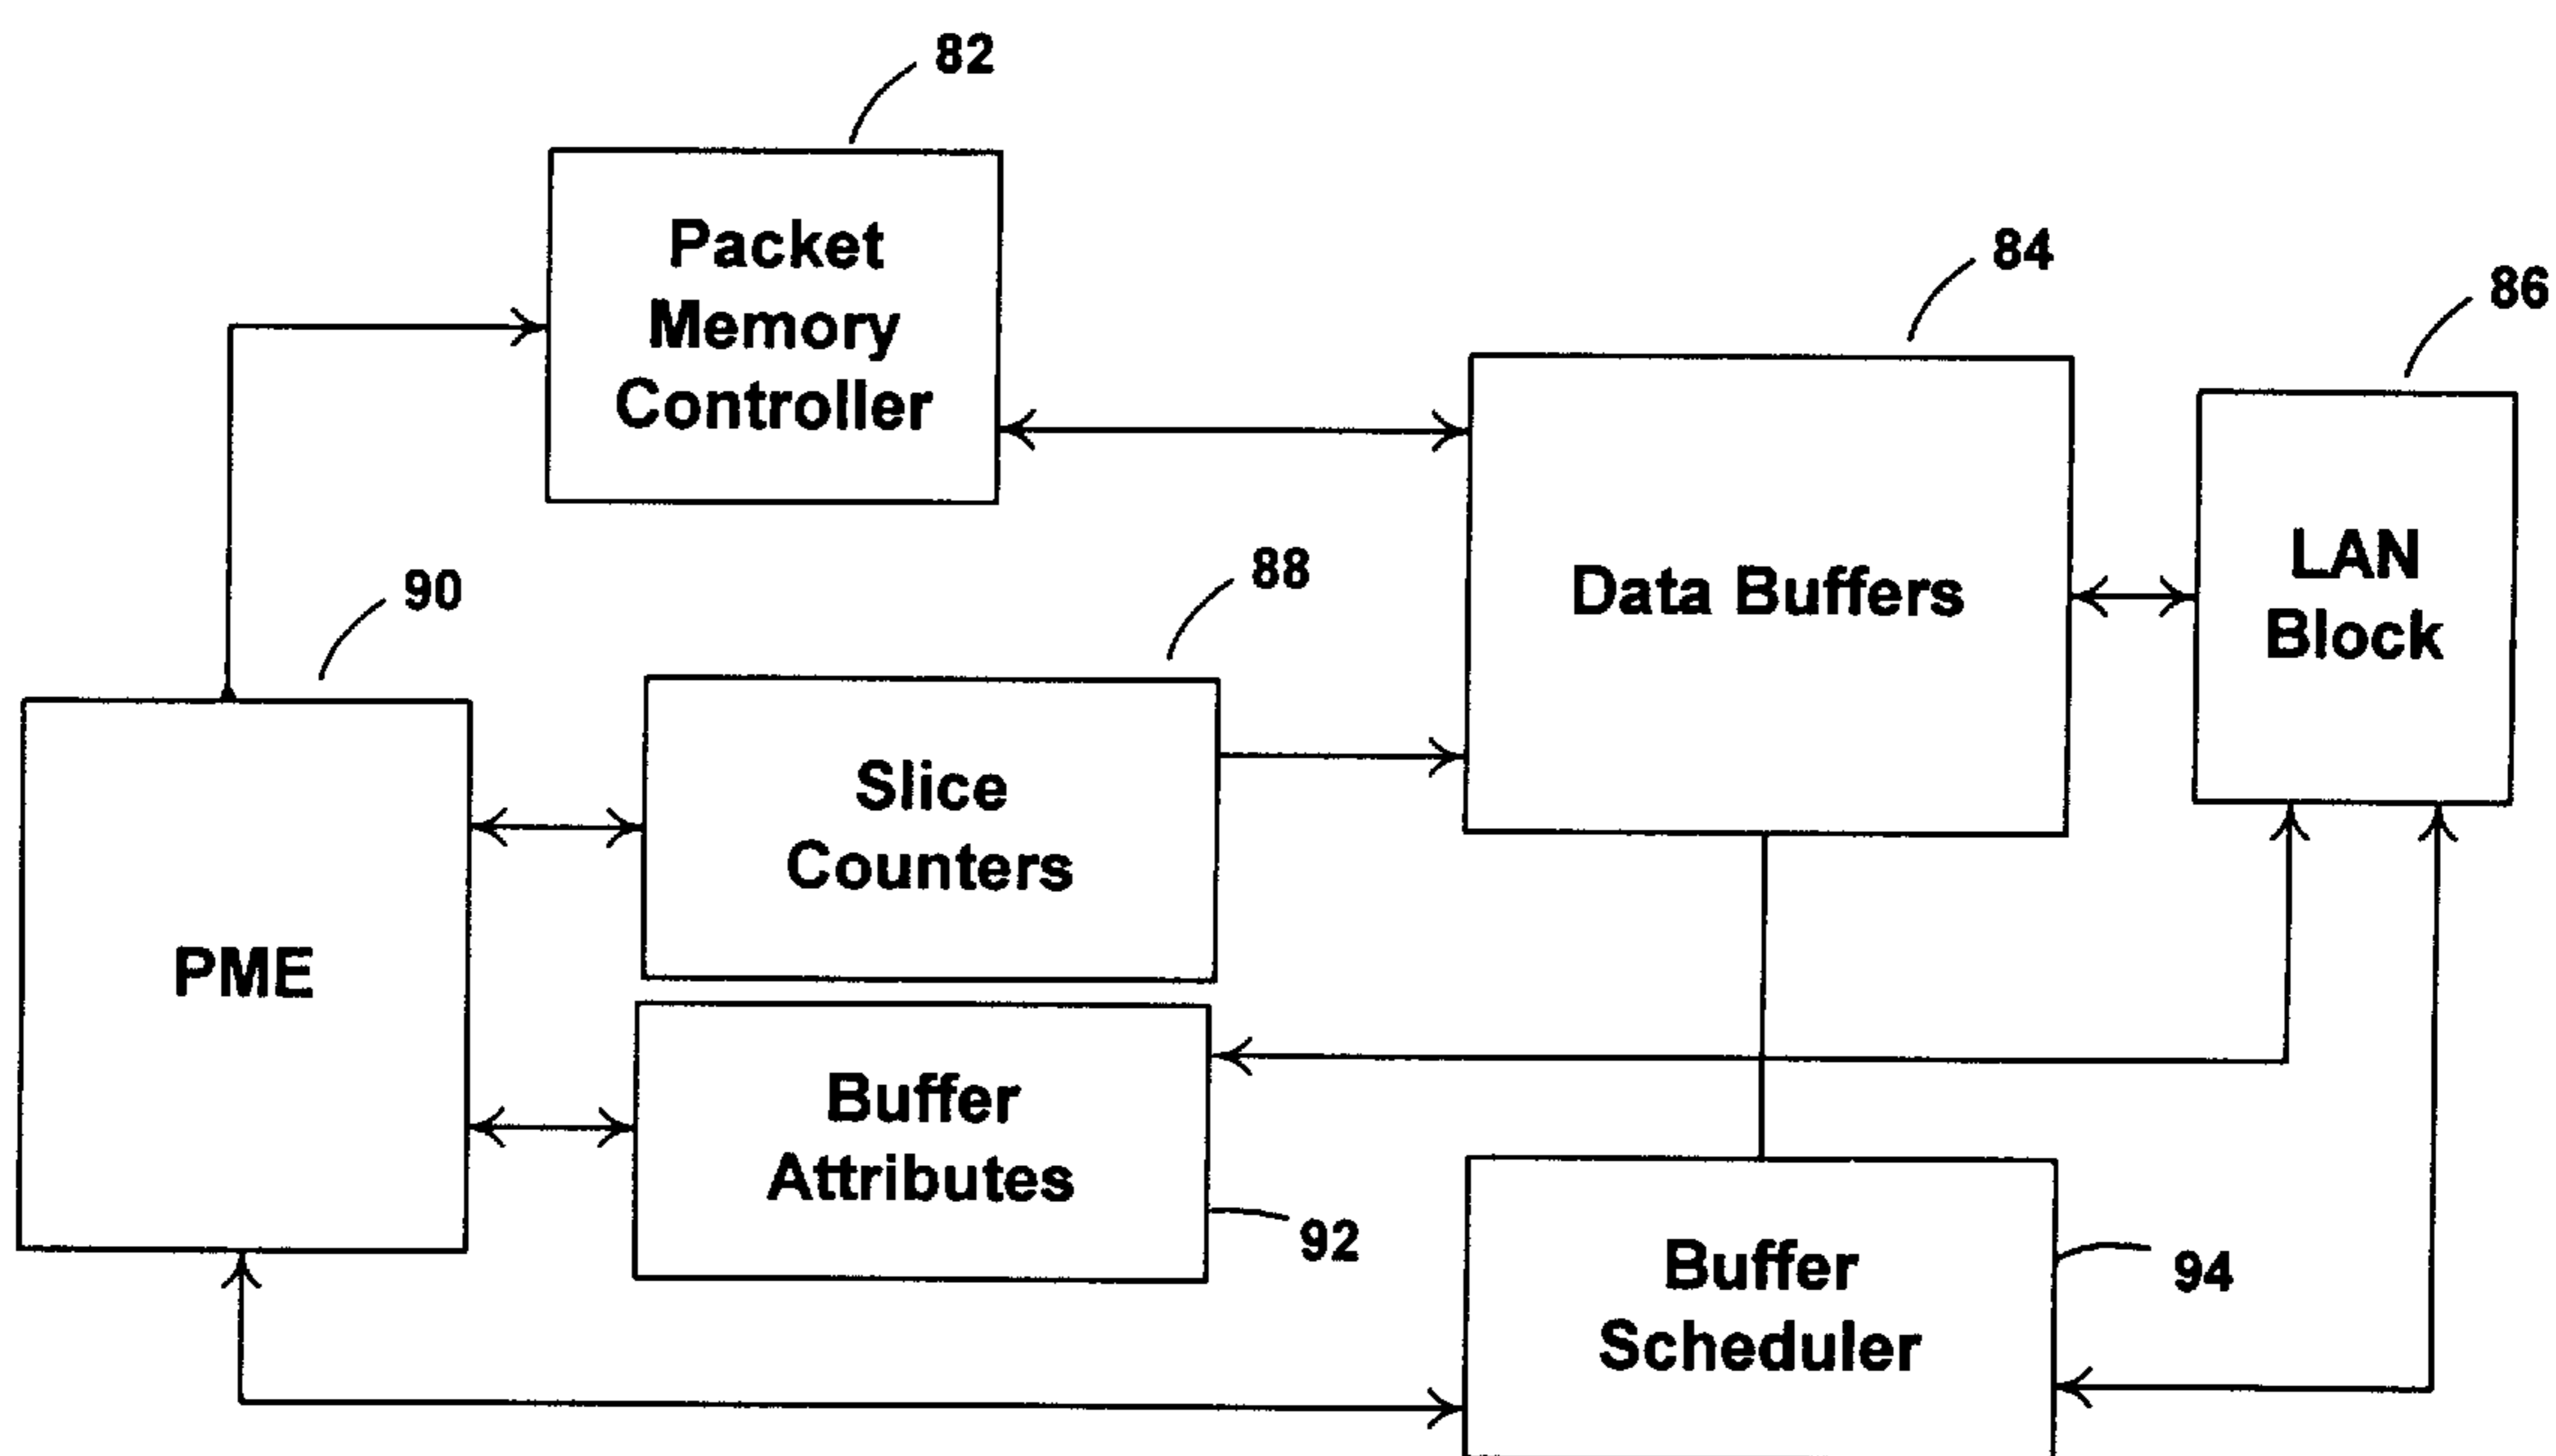 82
Packet
Memory
Controller
84
86
Data Buffers
LAN
Block
88
90
Slice
Counters
PME
Buffer
Attributes
92
Buffer
Scheduler
94